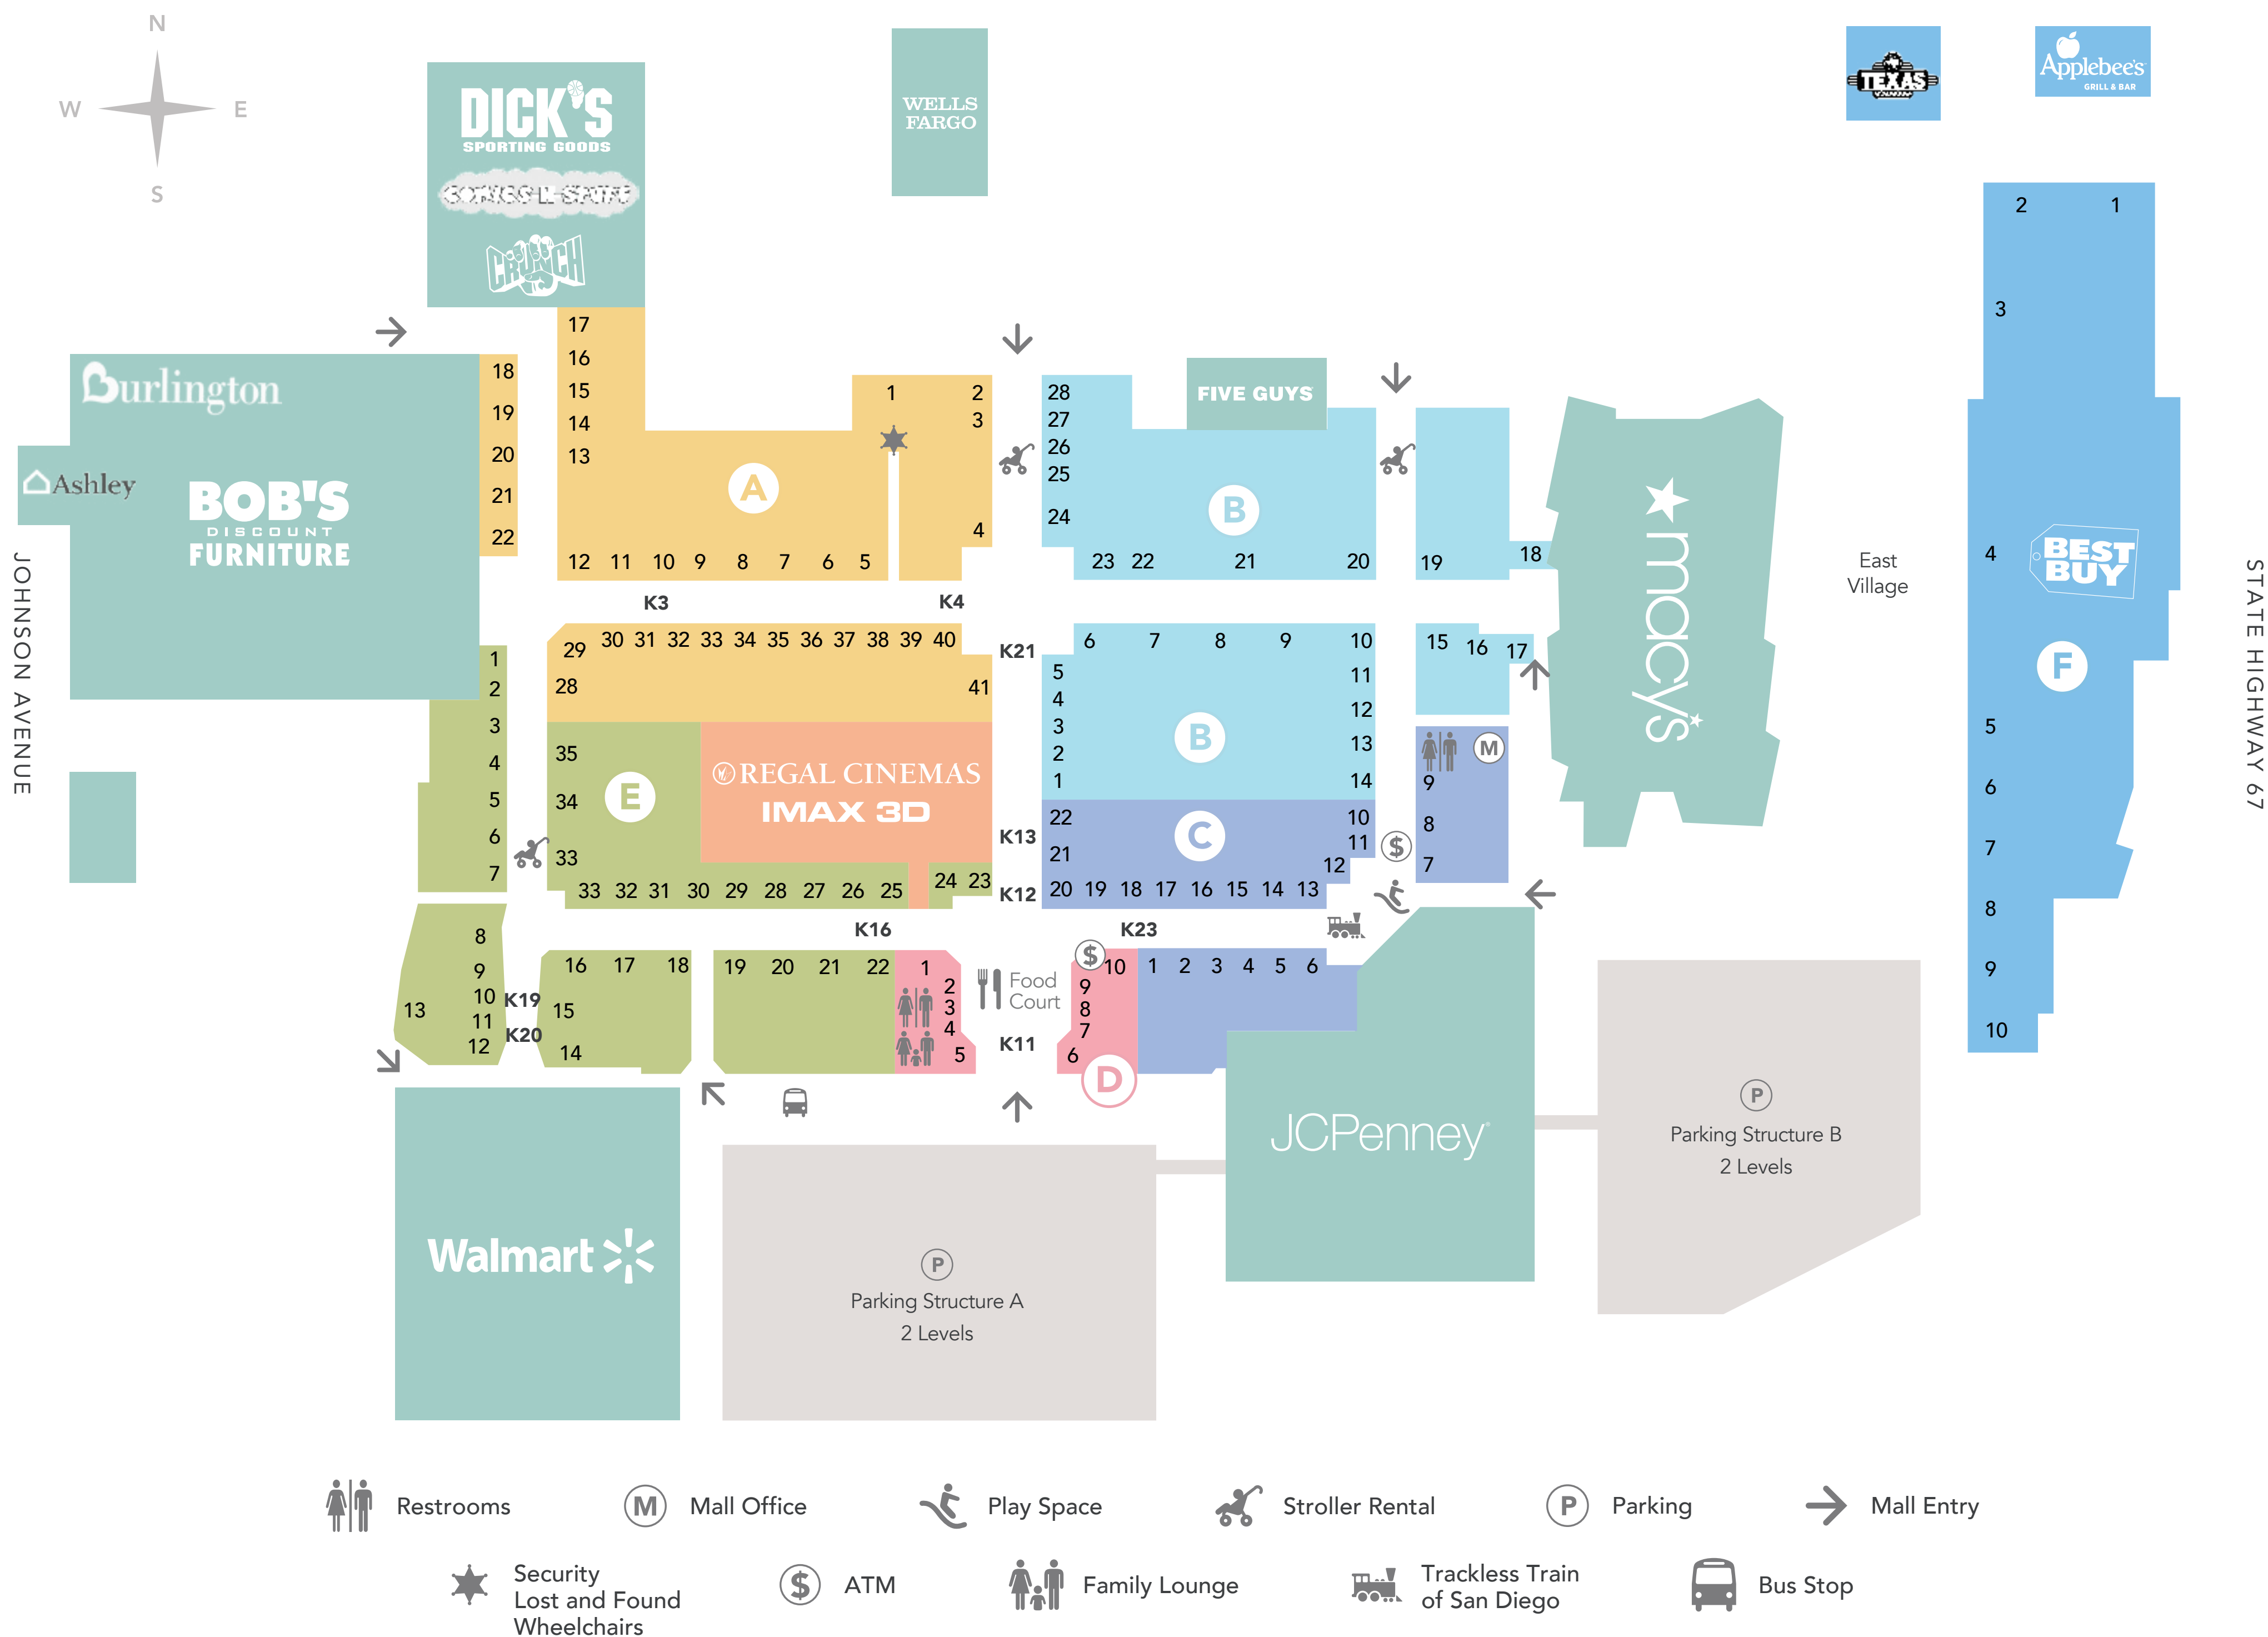 N
W E
S
DICK'S
SPORTING GOODS
CRUNCH
WELLS
FARGO
TEXAS
Applebee's
GRILL & BAR
2 1
3
4
BEST
BUY
F
5
6
7
8
9
10
STATE HIGHWAY 67
East
Village
JOHNSON AVENUE
Burlington
Ashley
BOB'S
DISCOUNT
FURNITURE
18
19
20
21
22
17
16
15
14
13
A
1 2
3
4
12 11 10 9 8 7 6 5
K3 K4
28
27
26
25
24
FIVE GUYS
B
23 22 21 20
19 18
macy's
29 30 31 32 33 34 35 36 37 38 39 40
28 41
K21
6 7 8 9 10
5 11
4 12
3 13
2
1 14
B
15 16 17
M
9
8
7
1
2
3
4
5
6
7
35
34
33
E
REGAL CINEMAS
IMAX 3D
33 32 31 30 29 28 27 26 25 24 23
K13
K12
22 10
21 11
12
C
20 19 18 17 16 15 14 13
$
K16 K23
8
9
10
11
12
13
K19
K20
16 17 18
15
14
19 20 21 22
1
2
3
4
5
Food
Court
K11
$
10
9
8
7
6
D
1 2 3 4 5 6
JCPenney
Walmart
P
Parking Structure A
2 Levels
P
Parking Structure B
2 Levels
Restrooms
M Mall Office
Play Space
Stroller Rental
P Parking
Mall Entry
Security
Lost and Found
Wheelchairs
$ ATM
Family Lounge
Trackless Train
of San Diego
Bus Stop